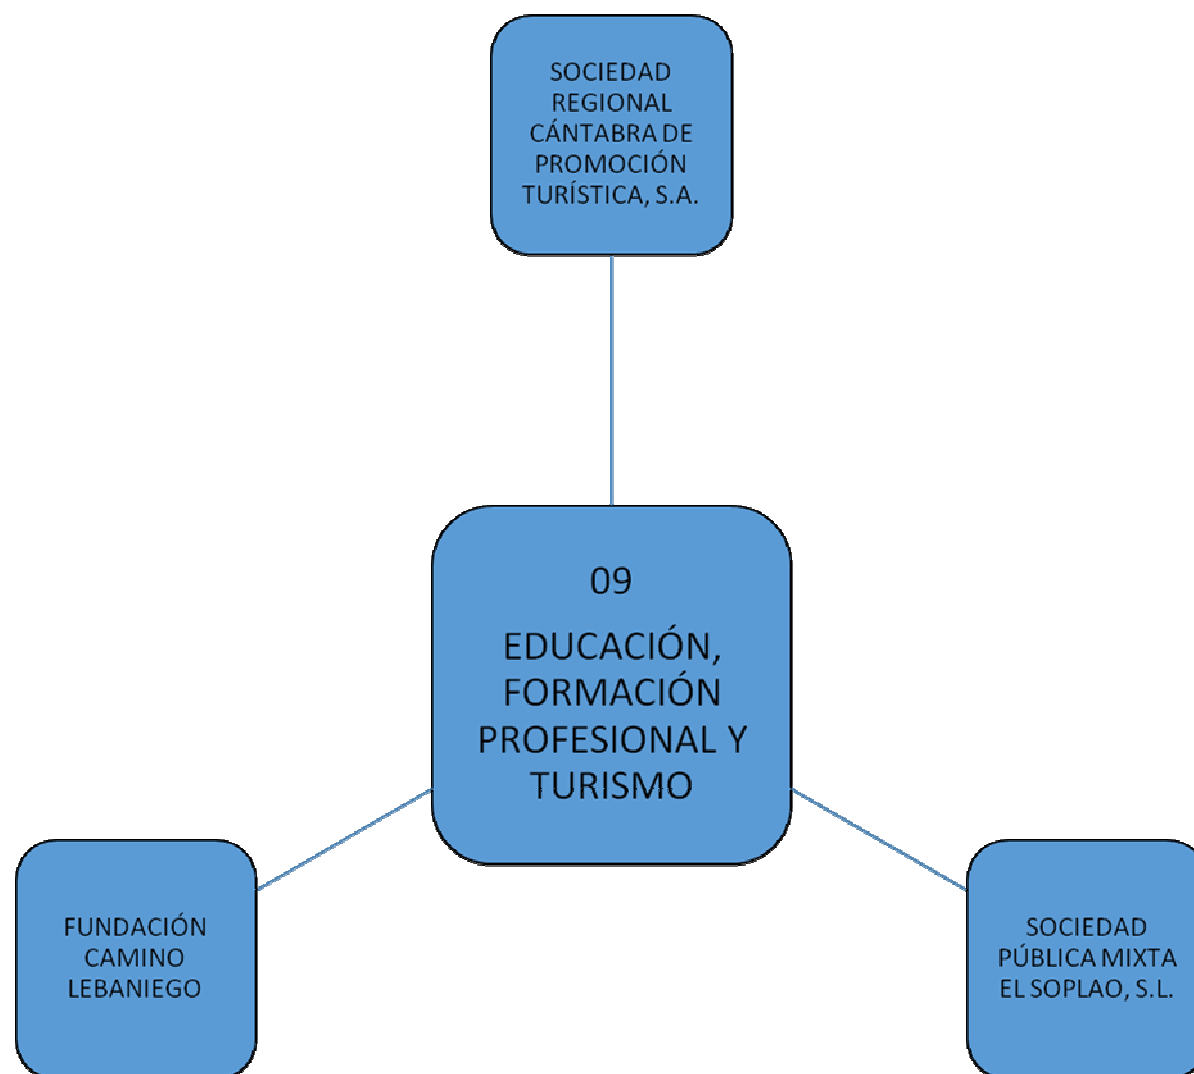 SOCIEDAD
REGIONAL
CÁNTABRA DE
PROMOCIÓN
TURÍSTICA, S.A.
09
EDUCACIÓN,
FORMACIÓN
PROFESIONAL Y
TURISMO
FUNDACIÓN
CAMINO
LEBANIEGO
SOCIEDAD
PÚBLICA MIXTA
EL SOPLAO, S.L.